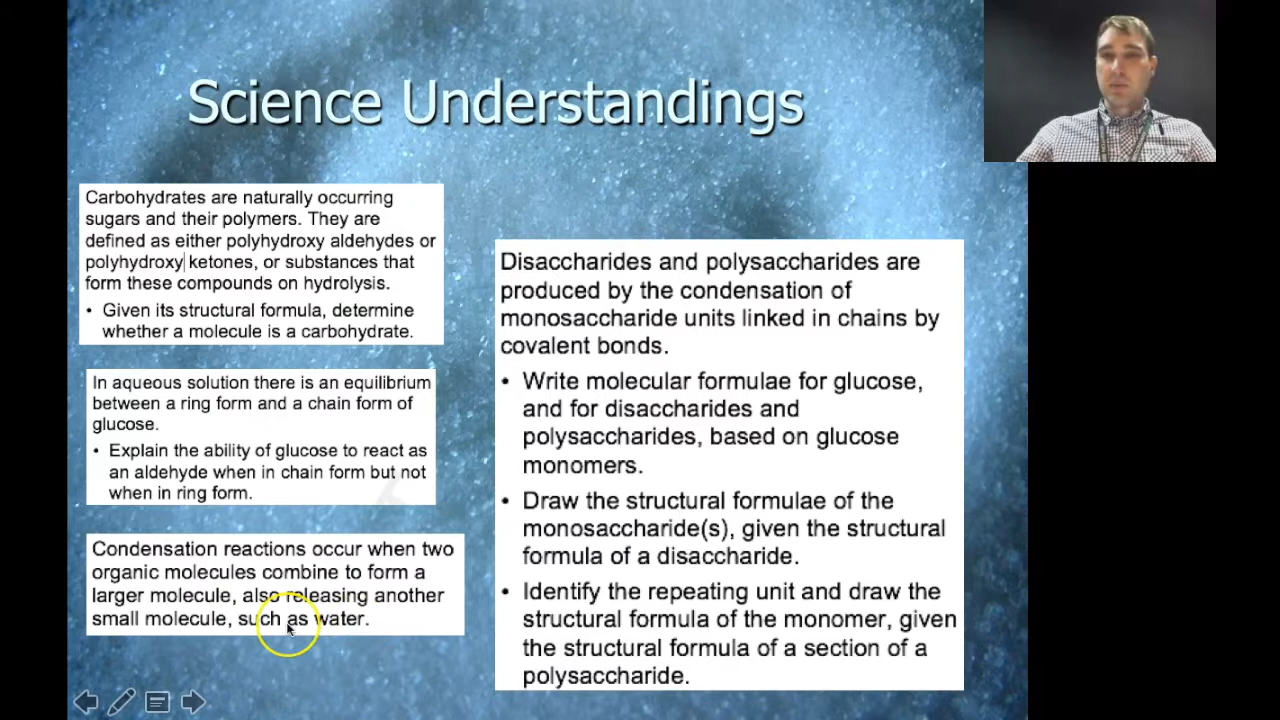 Science Understandings
Carbohydrates are naturally occurring
sugars and their polymers. They are
defined as either polyhydroxy aldehydes or
polyhydroxy ketones, or substances that
form these compounds on hydrolysis.
• Given its structural formula, determine
whether a molecule is a carbohydrate.
In aqueous solution there is an equilibrium
between a ring form and a chain form of
glucose.
• Explain the ability of glucose to react as
an aldehyde when in chain form but not
when in ring form.
Condensation reactions occur when two
organic molecules combine to form a
larger molecule, also releasing another
small molecule, such as water.
Disaccharides and polysaccharides are
produced by the condensation of
monosaccharide units linked in chains by
covalent bonds.
• Write molecular formulae for glucose,
and for disaccharides and
polysaccharides, based on glucose
monomers.
• Draw the structural formulae of the
monosaccharide(s), given the structural
formula of a disaccharide.
• Identify the repeating unit and draw the
structural formula of the monomer, given
the structural formula of a section of a
polysaccharide.